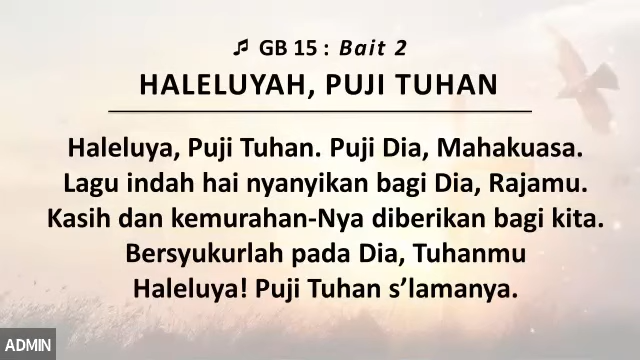 ♫ GB 15 : Bait 2
HALELUYAH, PUJI TUHAN
Haleluya, Puji Tuhan. Puji Dia, Mahakuasa.
Lagu indah hai nyanyikan bagi Dia, Rajamu.
Kasih dan kemurahan-Nya diberikan bagi kita.
Bersyukurlah pada Dia, Tuhanmu
Haleluya! Puji Tuhan s’lamanya.
ADMIN